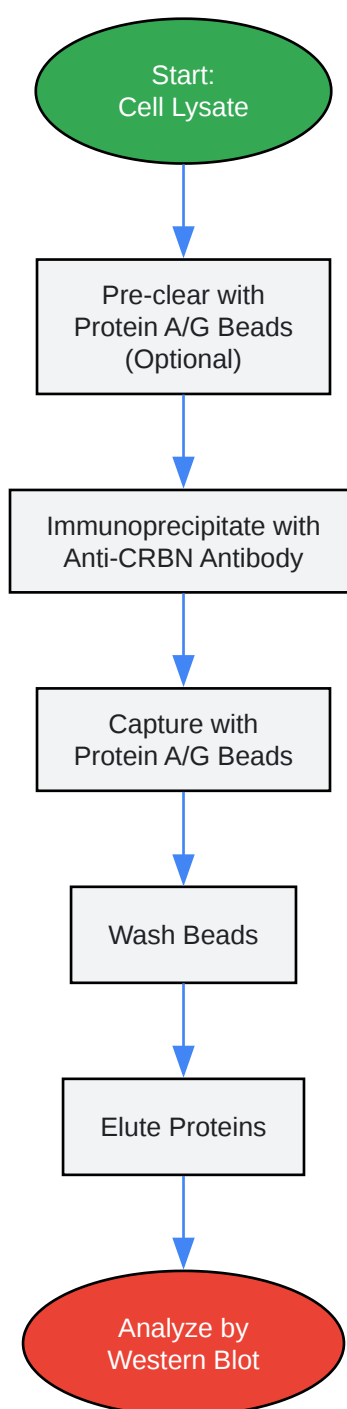 Start:
Cell Lysate
Pre-clear with
Protein A/G Beads
(Optional)
Immunoprecipitate with
Anti-CRBN Antibody
Capture with
Protein A/G Beads
Wash Beads
Elute Proteins
Analyze by
Western Blot